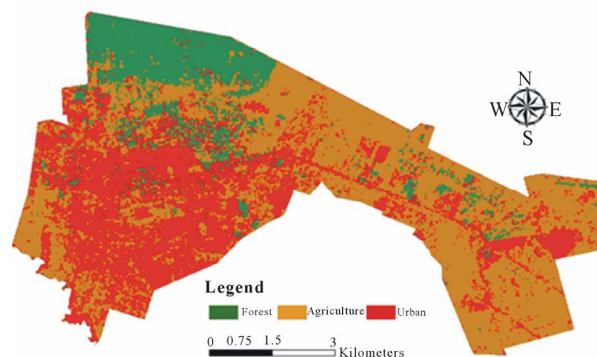 N
W E
S
Legend
Forest Agriculture Urban
0 0.75 1.5 3
Kilometers